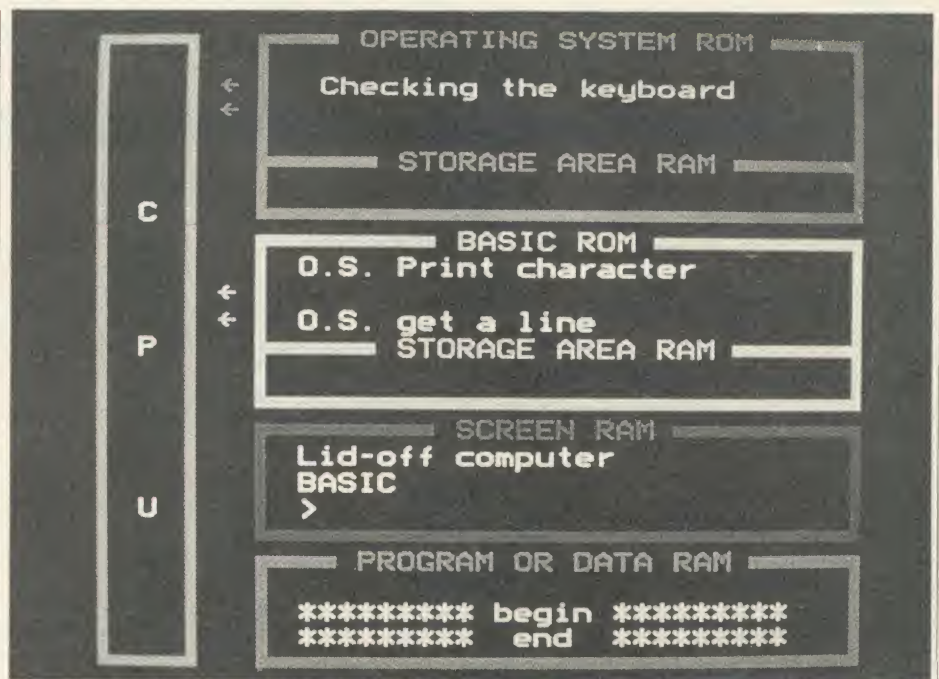 OPERATING SYSTEM ROM
← Checking the keyboard
←
STORAGE AREA RAM
C
BASIC ROM
O.S. Print character
←
← O.S. get a line
P
STORAGE AREA RAM
SCREEN RAM
Lid-off computer
BASIC
U
>
PROGRAM OR DATA RAM
********* begin *********
********* end *********